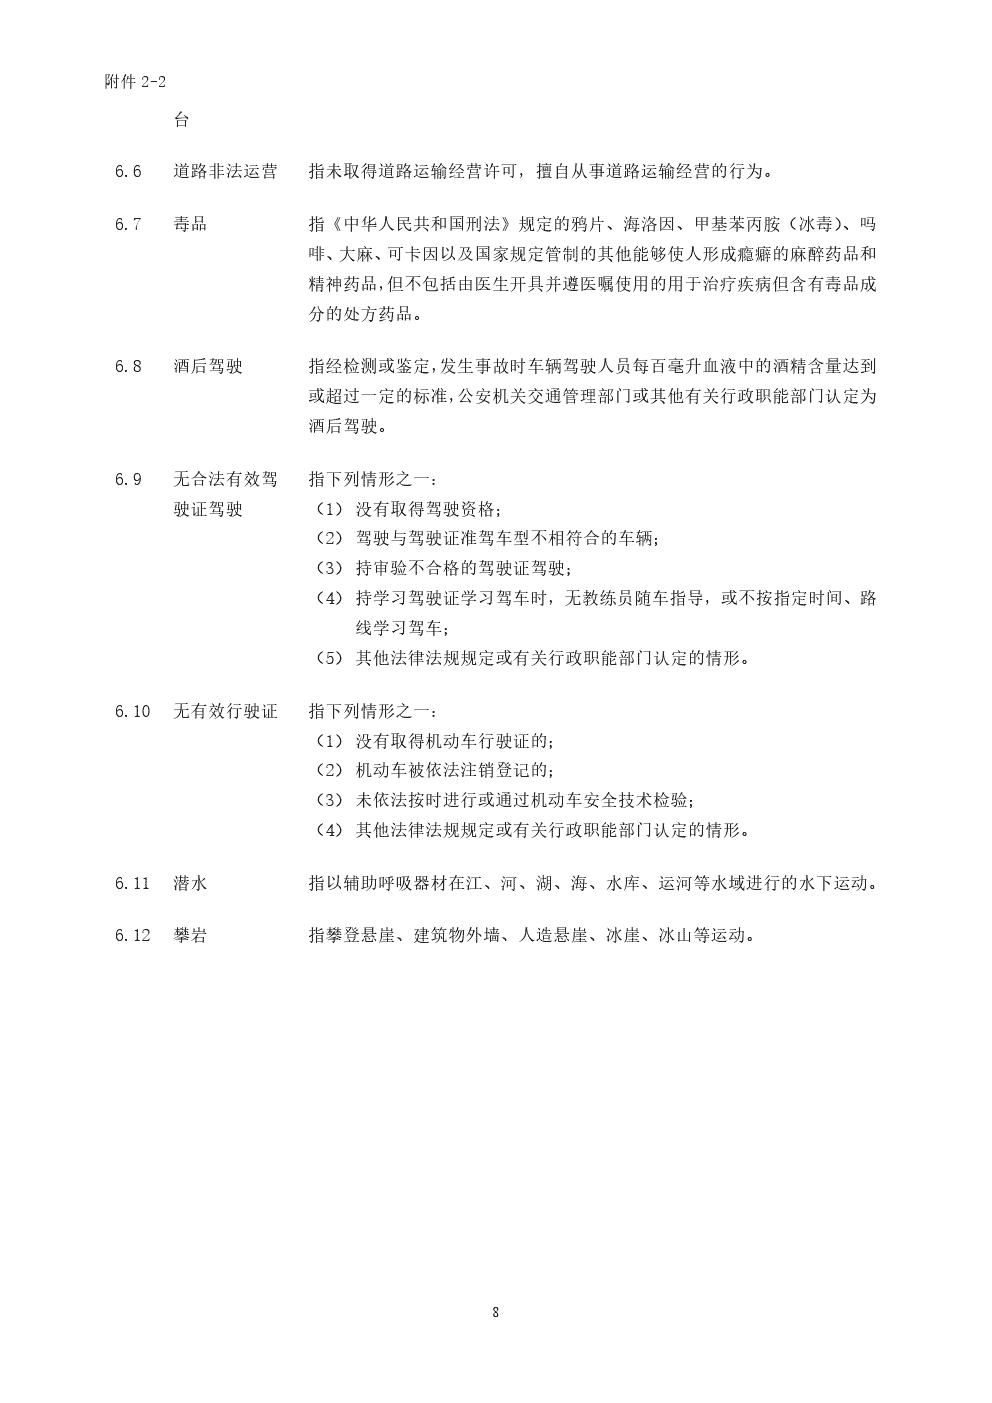 附件 2-2
台
6.6 道路非法运营 指未取得道路运输经营许可，擅自从事道路运输经营的行为。
6.7 毒品 指《中华人民共和国刑法》规定的鸦片、海洛因、甲基苯丙胺（冰毒）、吗
啡、大麻、可卡因以及国家规定管制的其他能够使人形成瘾癖的麻醉药品和
精神药品，但不包括由医生开具并遵医嘱使用的用于治疗疾病但含有毒品成
分的处方药品。
6.8 酒后驾驶 指经检测或鉴定，发生事故时车辆驾驶人员每百毫升血液中的酒精含量达到
或超过一定的标准，公安机关交通管理部门或其他有关行政职能部门认定为
酒后驾驶。
6.9 无合法有效驾 指下列情形之一：
驶证驾驶 （1） 没有取得驾驶资格；
（2） 驾驶与驾驶证准驾车型不相符合的车辆；
（3） 持审验不合格的驾驶证驾驶；
（4） 持学习驾驶证学习驾车时，无教练员随车指导，或不按指定时间、路
线学习驾车；
（5） 其他法律法规规定或有关行政职能部门认定的情形。
6.10 无有效行驶证 指下列情形之一：
（1） 没有取得机动车行驶证的；
（2） 机动车被依法注销登记的；
（3） 未依法按时进行或通过机动车安全技术检验；
（4） 其他法律法规规定或有关行政职能部门认定的情形。
6.11 潜水 指以辅助呼吸器材在江、河、湖、海、水库、运河等水域进行的水下运动。
6.12 攀岩 指攀登悬崖、建筑物外墙、人造悬崖、冰崖、冰山等运动。
8